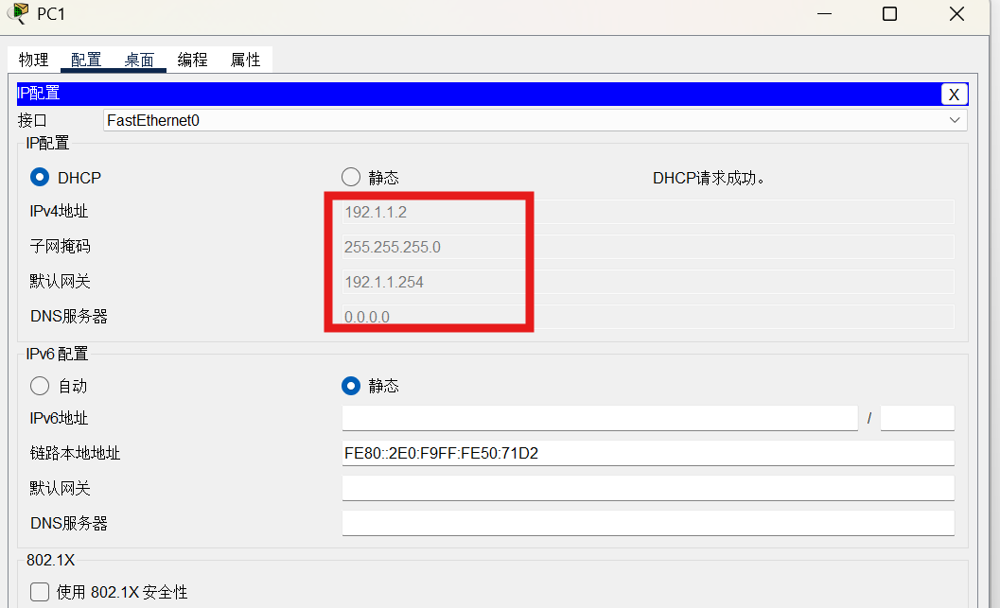 PC1
物理 配置 桌面 编程 属性
IP配置 X
接口 FastEthernet0
IP配置
DHCP 静态 DHCP请求成功。
IPv4地址 192.1.1.2
子网掩码 255.255.255.0
默认网关 192.1.1.254
DNS服务器 0.0.0.0
IPv6 配置
自动 静态
IPv6地址 /
链路本地地址 FE80::2E0:F9FF:FE50:71D2
默认网关
DNS服务器
802.1X
使用 802.1X 安全性